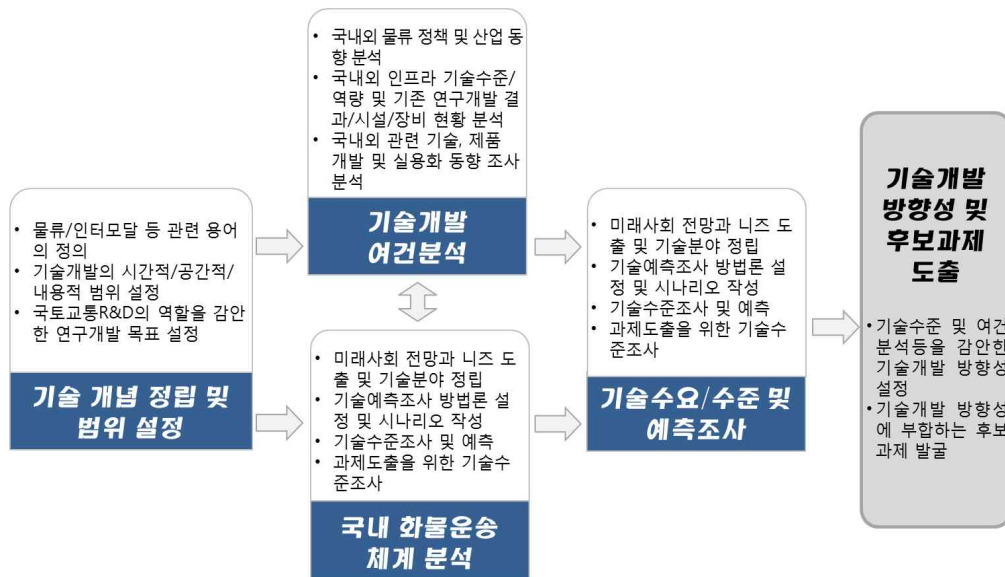 • 물류/인터모달 등 관련 용어
의 정의
• 기술개발의 시간적/공간적/
내용적 범위 설정
• 국토교통R&D의 역할을 감안
한 연구개발 목표 설정
기술 개념 정립 및
범위 설정
• 국내외 물류 정책 및 산업 동
향 분석
• 국내외 인프라 기술수준/
역량 및 기존 연구개발 결
과/시설/장비 현황 분석
• 국내외 관련 기술, 제품
개발 및 실용화 동향 조사
분석
기술개발
여건분석
• 미래사회 전망과 니즈 도
출 및 기술분야 정립
• 기술예측조사 방법론 설
정 및 시나리오 작성
• 기술수준조사 및 예측
• 과제도출을 위한 기술수
준조사
국내 화물운송
체계 분석
• 미래사회 전망과 니즈 도
출 및 기술분야 정립
• 기술예측조사 방법론 설
정 및 시나리오 작성
• 기술수준조사 및 예측
• 과제도출을 위한 기술수
준조사
기술수요/수준 및
예측조사
기술개발
방향성 및
후보과제
도출
• 기술수준 및 여건
분석등을 감안한
기술개발 방향성
설정
• 기술개발 방향성
에 부합하는 후보
과제 발굴